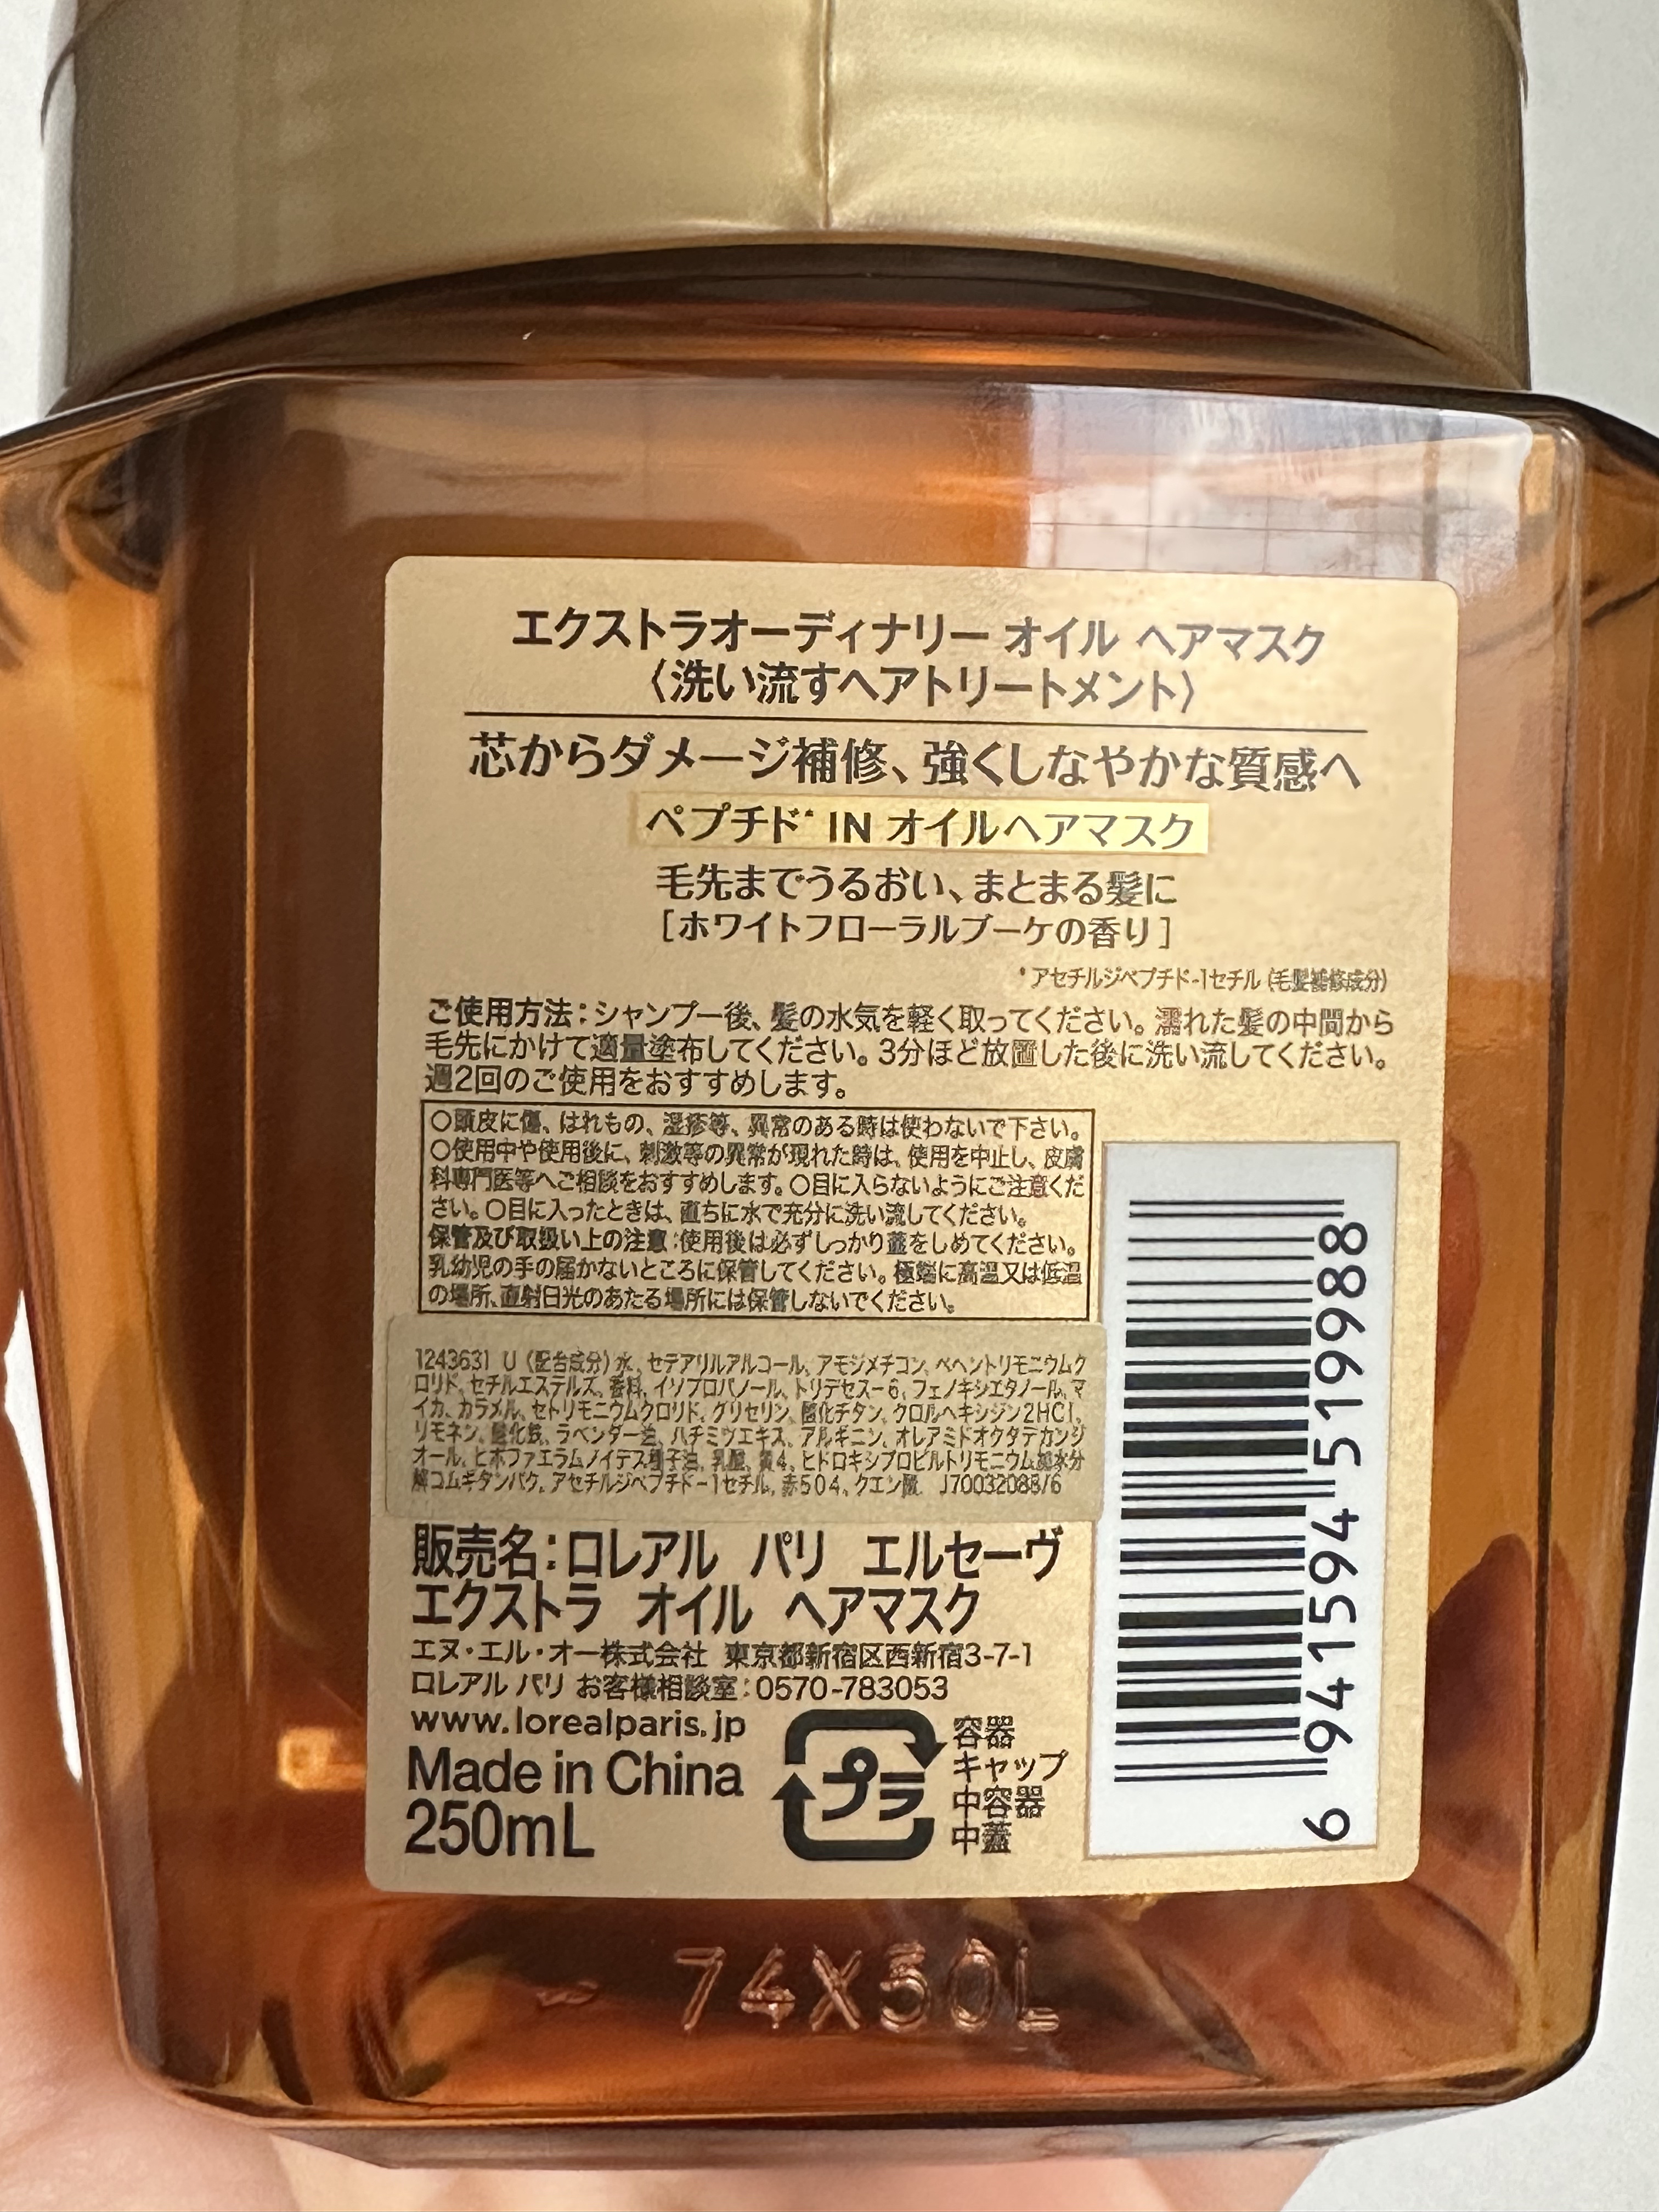 エクストラオーディナリー オイル ヘアマスク
〈洗い流すヘアトリートメント〉
芯からダメージ補修、強くしなやかな質感へ
ペプチド* IN オイルヘアマスク
毛先までうるおい、まとまる髪に
[ホワイトフローラルブーケの香り]
*アセチルジペプチド-1セチル (毛髪補修成分)
ご使用方法：シャンプー後、髪の水気を軽く取ってください。濡れた髪の中間から
毛先にかけて適量塗布してください。3分ほど放置した後に洗い流してください。
週2回のご使用をおすすめします。
○頭皮に傷、はれもの、湿疹等、異常のある時は使わないで下さい。
○使用中や使用後に、刺激等の異常が現れた時は、使用を中止し、皮膚
科専門医等へご相談をおすすめします。○目に入らないようにご注意くだ
さい。○目に入ったときは、直ちに水で充分に洗い流してください。
保管及び取扱い上の注意：使用後は必ずしっかり蓋をしめてください。
乳幼児の手の届かないところに保管してください。極端に高温又は低温
の場所、直射日光のあたる場所には保管しないでください。
1243631 U〈配合成分〉水、セテアリルアルコール、アモジメチコン、ベヘントリモニウムク
ロリド、セチルエステルズ、香料、イソプロパノール、トリデセス-6、フェノキシエタノール、マ
イカ、カラメル、セトリモニウムクロリド、グリセリン、酸化チタン、クロルヘキシジン2HCl、
リモネン、酸化鉄、ラベンダー油、ハチミツエキス、アルギニン、オレアミドオクタデカンジ
オール、ヒポファエラムノイデス種子油、乳酸、黄4、ヒドロキシプロピルトリモニウム加水分
解コムギタンパク、アセチルジペプチド-1セチル、赤504、クエン酸 J70032088/6
販売名：ロレアル パリ エルセーヴ
エクストラ オイル ヘアマスク
エヌ・エル・オー株式会社 東京都新宿区西新宿3-7-1
ロレアル パリ お客様相談室：0570-783053
www.lorealparis.jp
Made in China
250mL
プラ
容器
キャップ
中容器
中蓋
6 941594 519988
74X50L